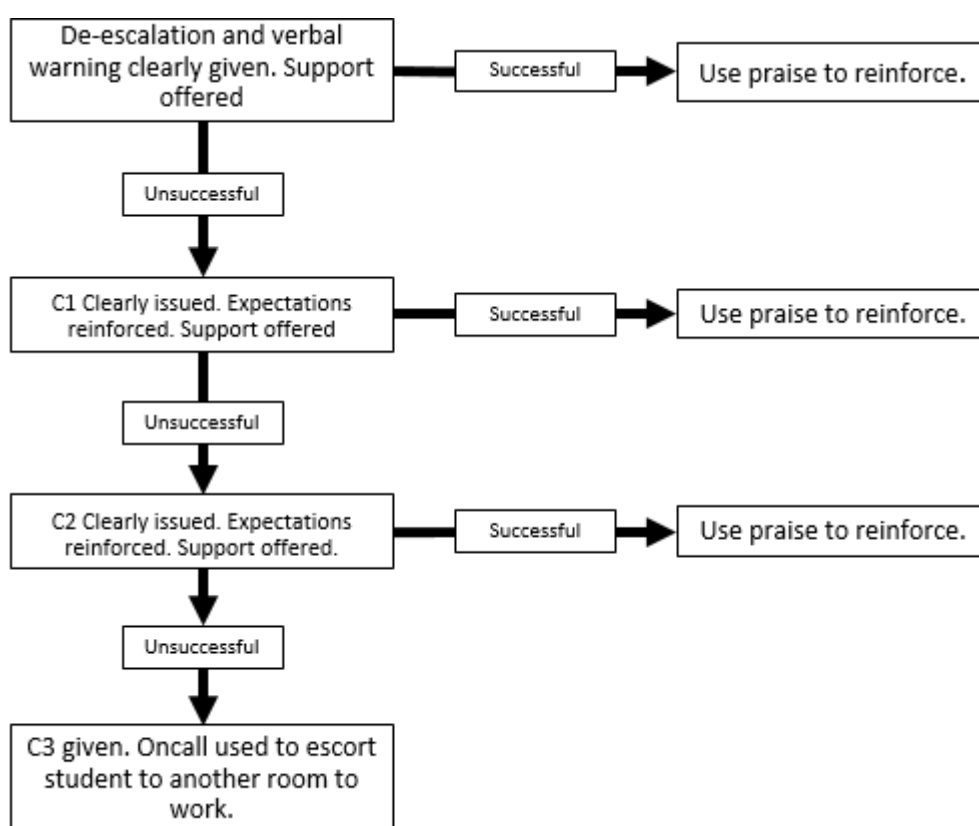 De-escalation and verbal
warning clearly given. Support
offered
Successful
Use praise to reinforce.
Unsuccessful
C1 Clearly issued. Expectations
reinforced. Support offered
Successful
Use praise to reinforce.
Unsuccessful
C2 Clearly issued. Expectations
reinforced. Support offered.
Successful
Use praise to reinforce.
Unsuccessful
C3 given. Oncall used to escort
student to another room to
work.